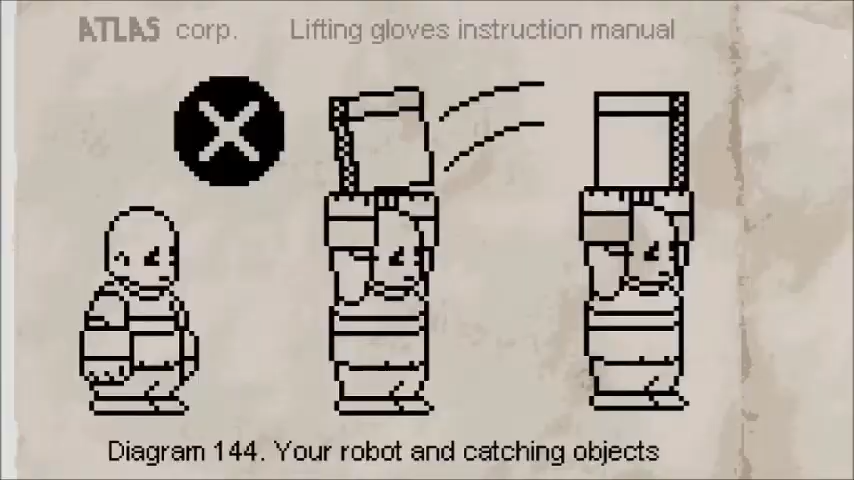 ATLAS corp. Lifting gloves instruction manual
Diagram 144. Your robot and catching objects